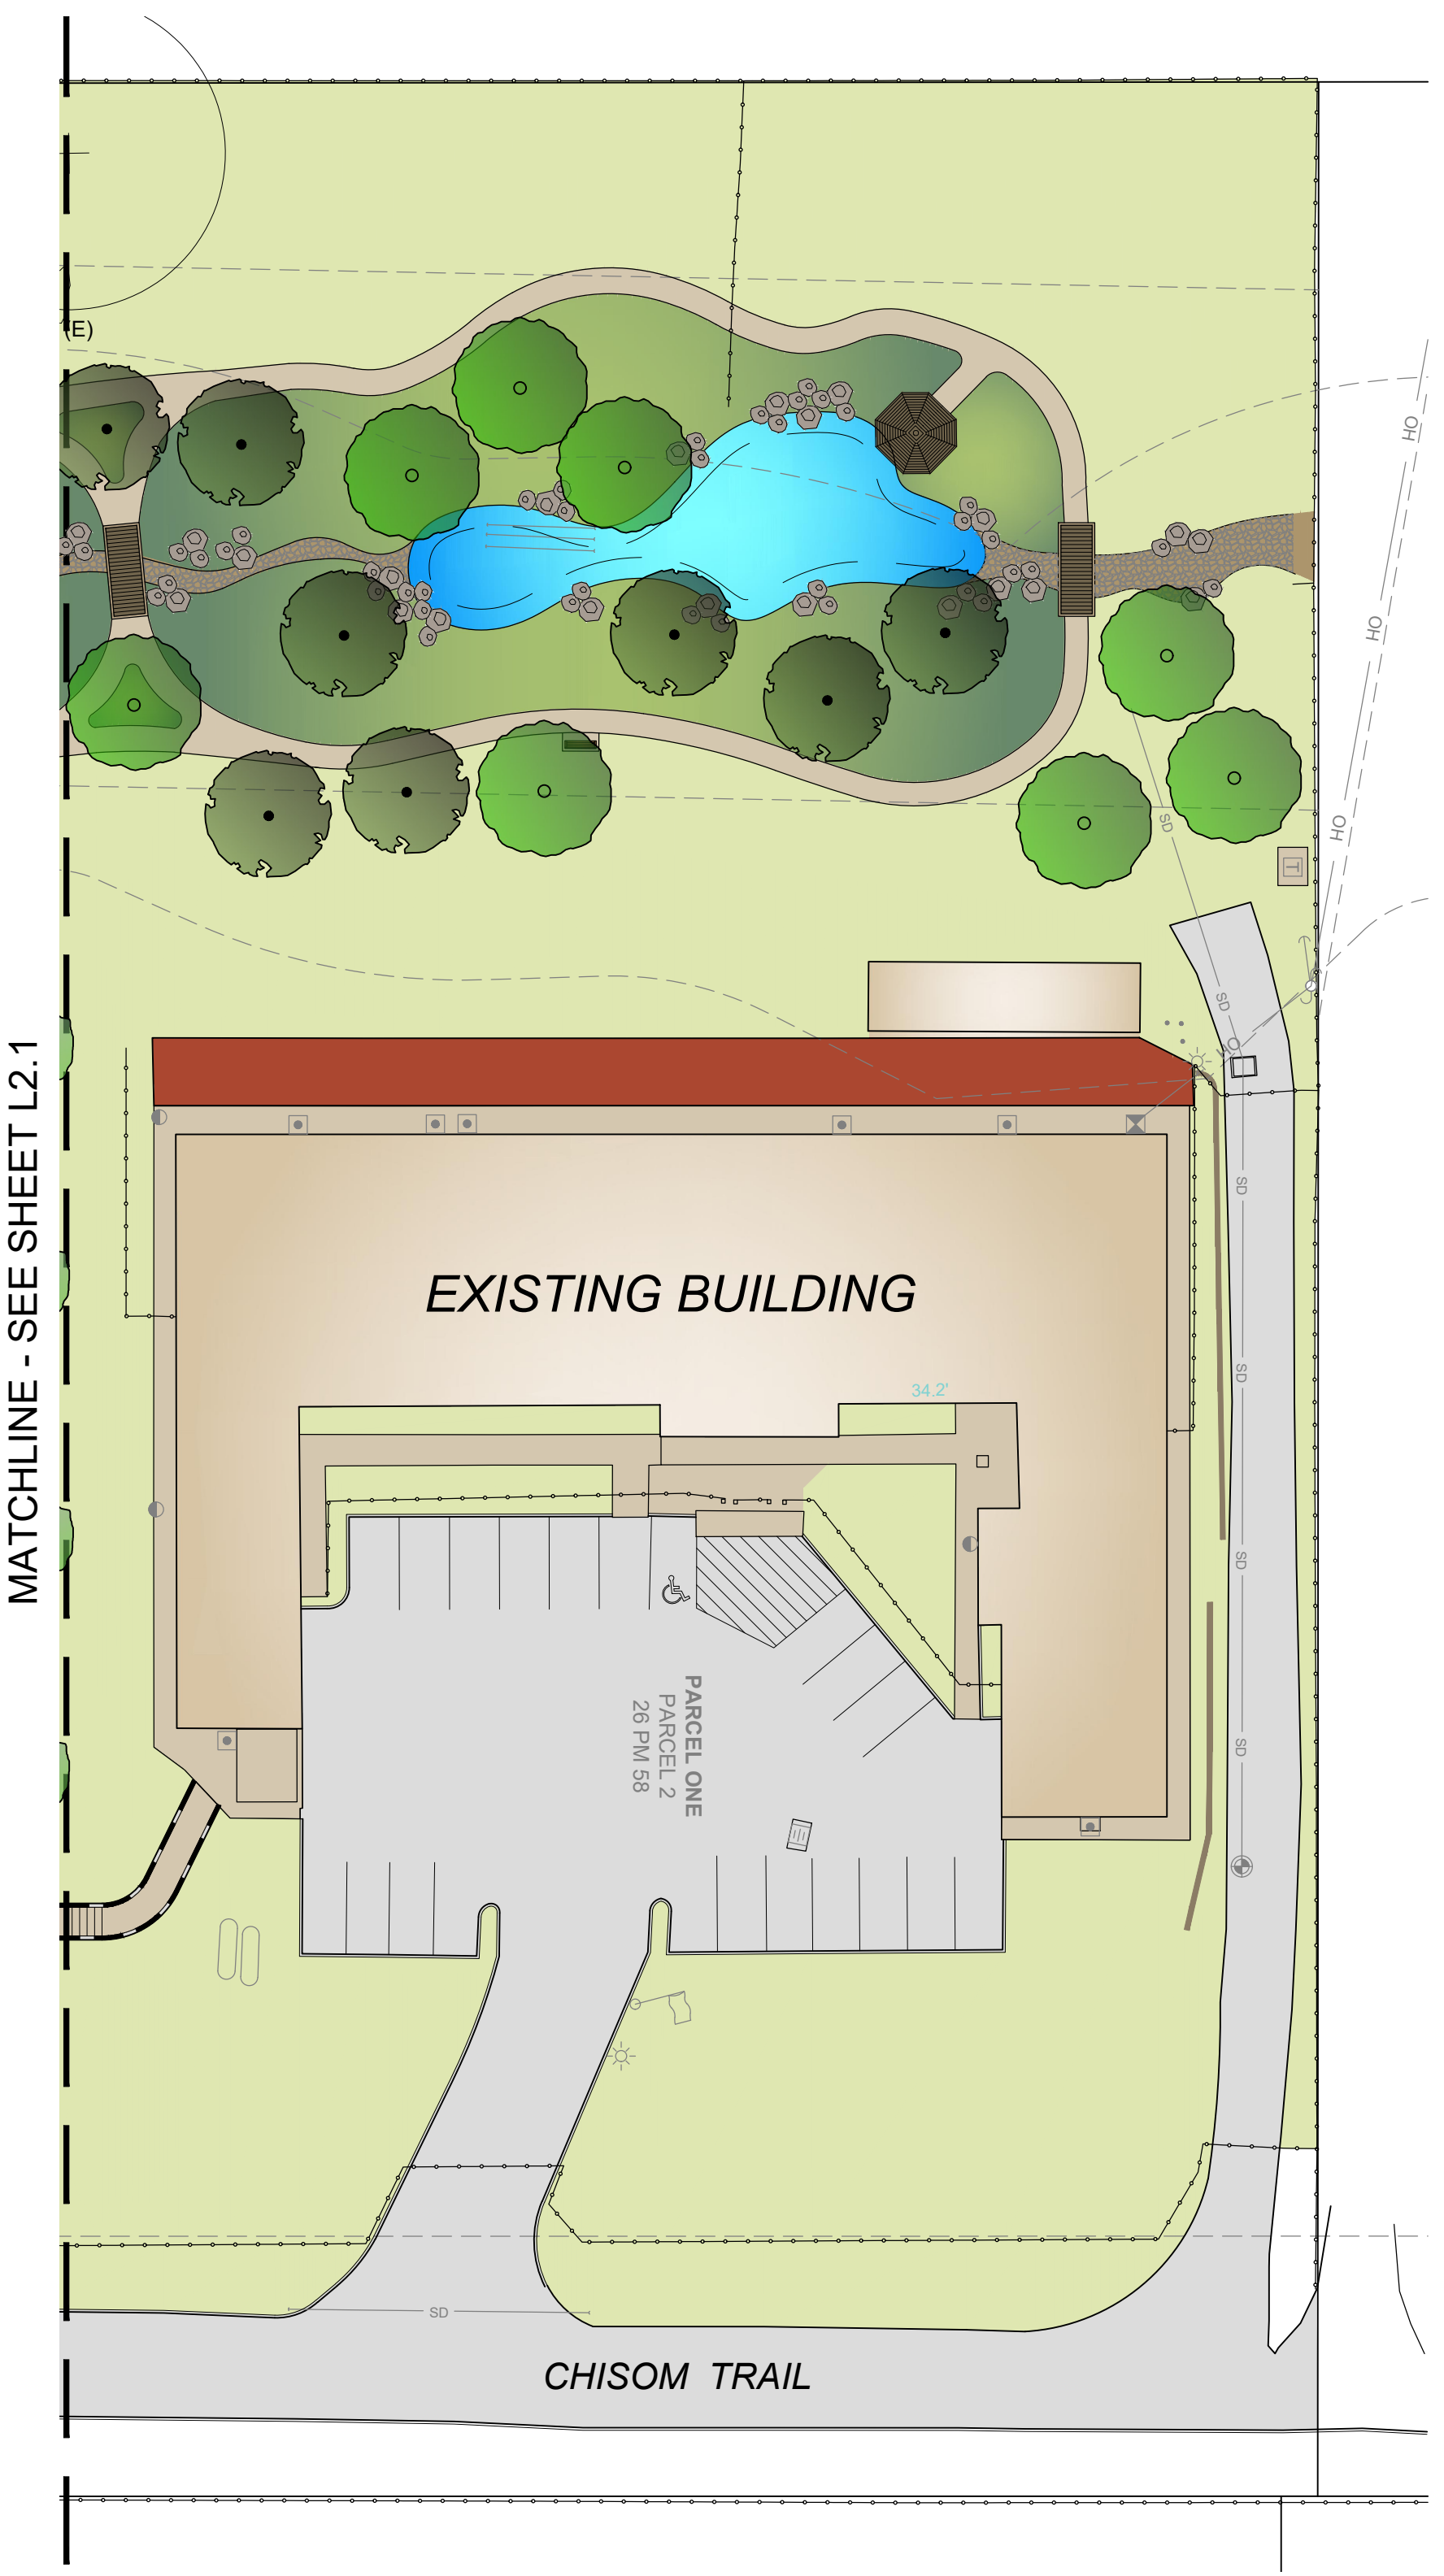 (E)
OH
OH
OH
SD
T
SD
OH
MATCHLINE - SEE SHEET L2.1
SD
EXISTING BUILDING
SD
34.2'
SD
PARCEL ONE
PARCEL 2
26 PM 58
SD
SD
CHISOM TRAIL